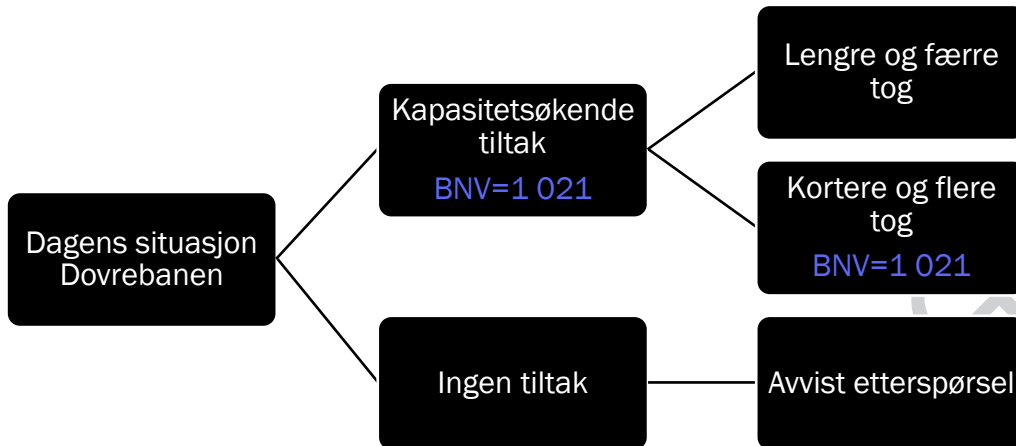 Dagens situasjon
Dovrebanen
Kapasitetsøkende
tiltak
BNV=1 021
Ingen tiltak
Lengre og færre
tog
Kortere og flere
tog
BNV=1 021
Avvist etterspørsel